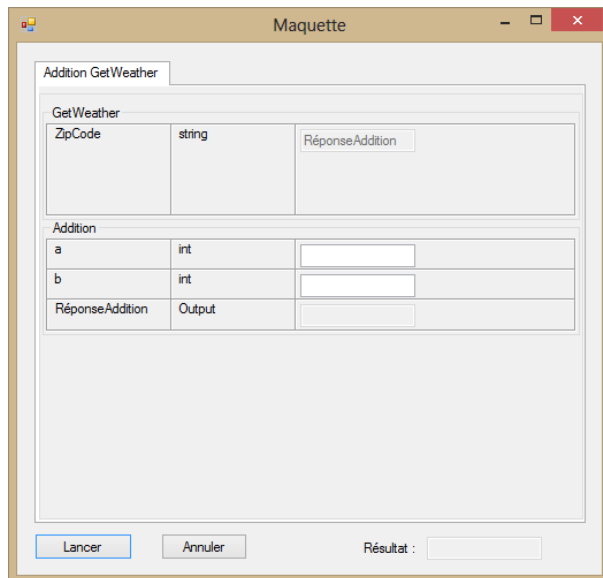 Maquette
Addition GetWeather
GetWeather
ZipCode string RéponseAddition
Addition
a int
b int
RéponseAddition Output
Lancer Annuler Résultat :